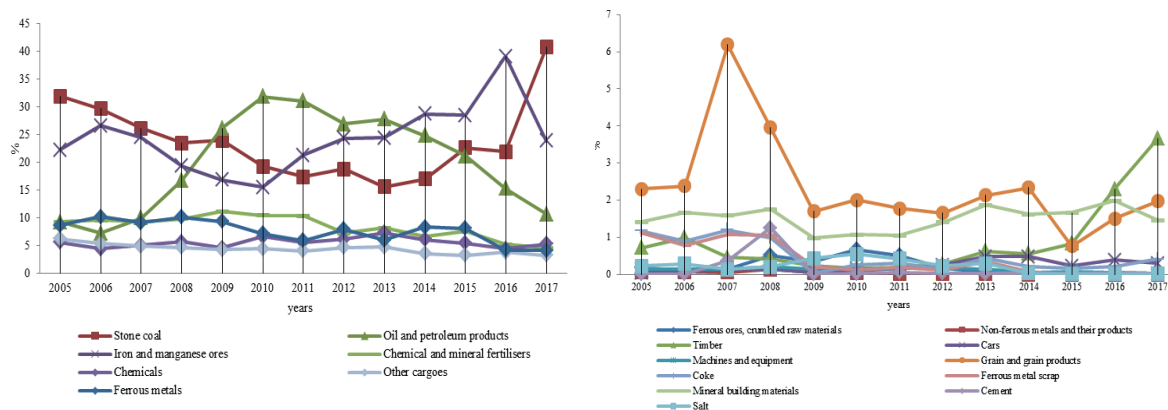 45
40
35
30
25
20
15
10
5
0
%
2005 2006 2007 2008 2009 2010 2011 2012 2013 2014 2015 2016 2017
years
Stone coal
Oil and petroleum products
Iron and manganese ores
Chemical and mineral fertilisers
Chemicals
Other cargoes
Ferrous metals
7
6
5
4
3
2
1
0
%
2005 2006 2007 2008 2009 2010 2011 2012 2013 2014 2015 2016 2017
years
Ferrous ores, crumbled raw materials
Non-ferrous metals and their products
Timber
Cars
Machines and equipment
Grain and grain products
Coke
Ferrous metal scrap
Mineral building materials
Cement
Salt